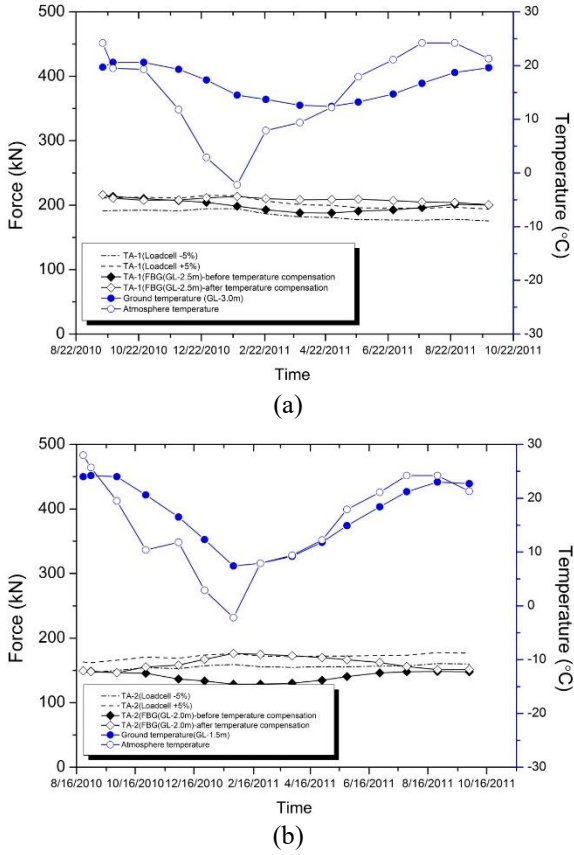 500
400
300
200
100
0
Force (kN)
30
20
10
0
-10
-20
-30
Temperature (°C)
TA-1(Loadcell -5%)
TA-1(Loadcell +5%)
TA-1(FBG(GL-2.5m)-before temperature compensation)
TA-1(FBG(GL-2.5m)-after temperature compensation)
Ground temperature (GL-3.0m)
Atmosphere temperature
8/22/2010 10/22/2010 12/22/2010 2/22/2011 4/22/2011 6/22/2011 8/22/2011 10/22/2011
Time
(a)
500
400
300
200
100
0
Force (kN)
30
20
10
0
-10
-20
-30
Temperature (°C)
TA-2(Loadcell -5%)
TA-2(Loadcell +5%)
TA-2(FBG(GL-2.0m)-before temperature compensation)
TA-2(FBG(GL-2.0m)-after temperature compensation)
Ground temperature(GL-1.5m)
Atmosphere temperature
8/16/2010 10/16/2010 12/16/2010 2/16/2011 4/16/2011 6/16/2011 8/16/2011 10/16/2011
Time
(b)